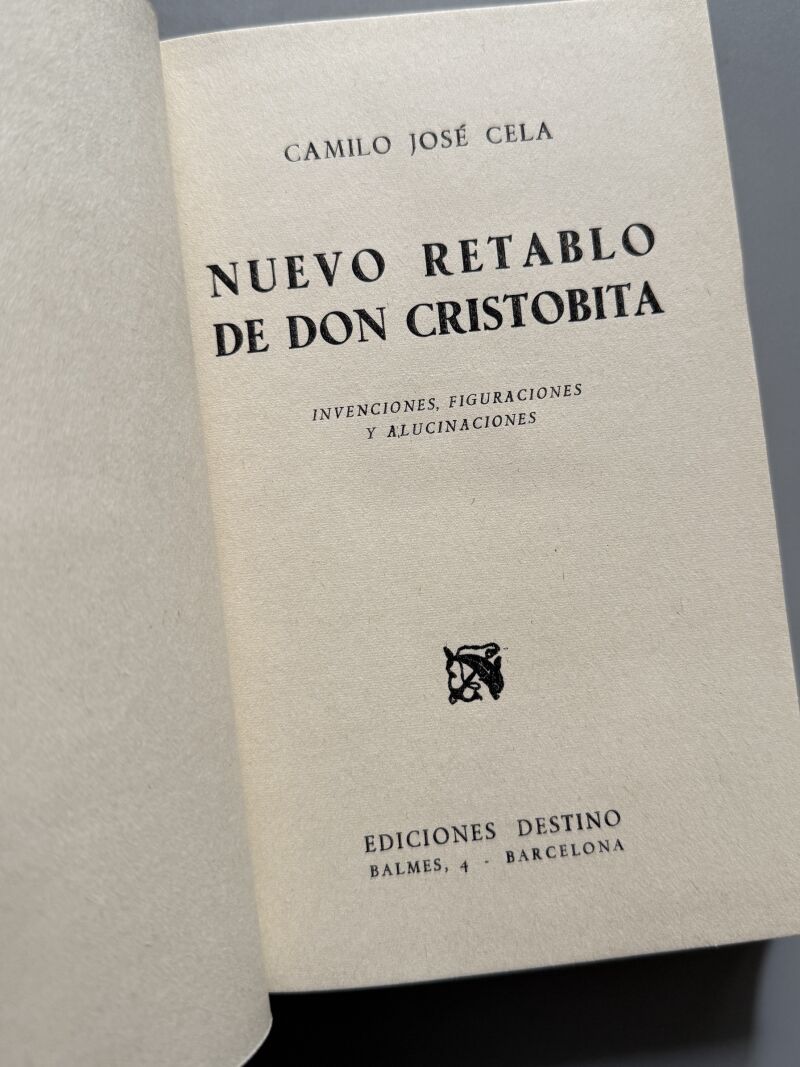 CAMILO JOSÉ CELA
NUEVO RETABLO
DE DON CRISTOBITA
INVENCIONES, FIGURACIONES
Y ALUCINACIONES
EDICIONES DESTINO
BALMES, 4 - BARCELONA